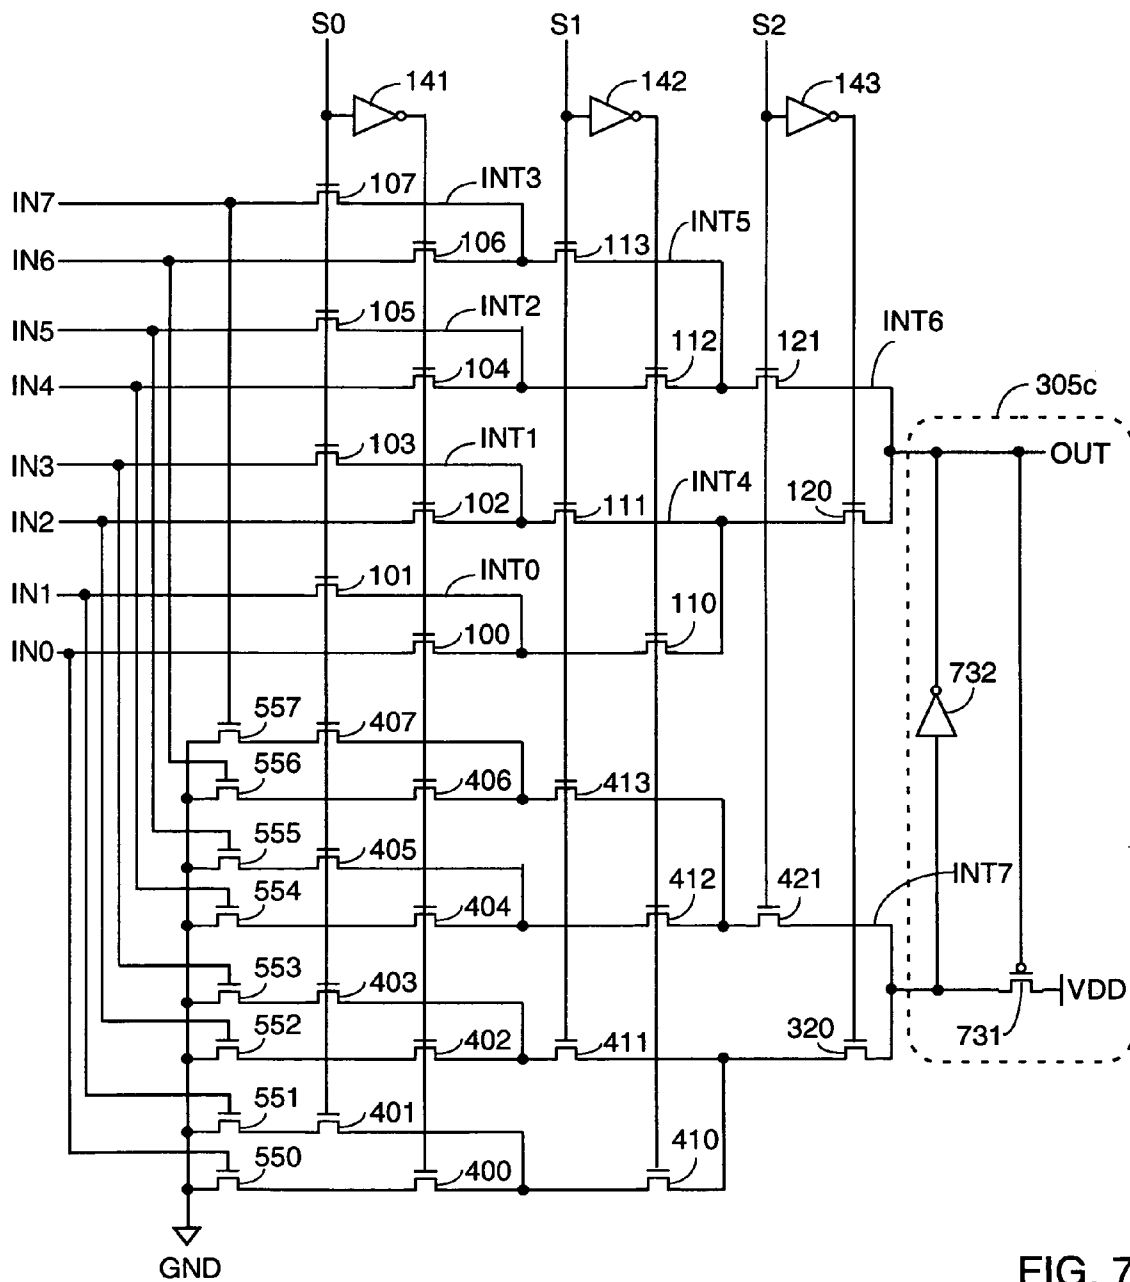 S0 S1 S2
141 142 143
IN7 107 INT3
IN6 106 113 INT5
IN5 105 INT2
IN4 104 112 121 INT6
305c
IN3 103 INT1
OUT
IN2 102 111 INT4 120
IN1 101 INT0
IN0 100 110
732
557 407
556 406 413
555 405
554 404 412 421 INT7
553 403
VDD
552 402 411 320 731
551 401
550 400 410
GND
FIG. 7